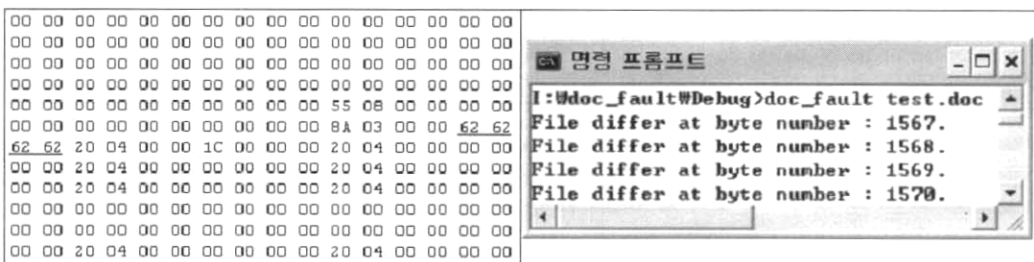 00 00 00 00 00 00 00 00 00 00 00 00 00 00 00 00
00 00 00 00 00 00 00 00 00 00 00 00 00 00 00 00
00 00 00 00 00 00 00 00 00 00 00 00 00 00 00 00
00 00 00 00 00 00 00 00 00 00 00 00 00 00 00 00
00 00 00 00 00 00 00 00 00 00 55 08 00 00 00 00
00 00 00 00 00 00 00 00 00 00 8A 03 00 00 62 62
62 62 20 04 00 00 1C 00 00 00 20 04 00 00 00 00
00 00 20 04 00 00 00 00 00 00 20 04 00 00 00 00
00 00 20 04 00 00 00 00 00 00 20 04 00 00 00 00
00 00 00 00 00 00 00 00 00 00 00 00 00 00 00 00
00 00 00 00 00 00 00 00 00 00 00 00 00 00 00 00
00 00 20 04 00 00 00 00 00 00 20 04 00 00 00 00
명령 프롬프트
I:₩doc_fault₩Debug>doc_fault test.doc
File differ at byte number : 1567.
File differ at byte number : 1568.
File differ at byte number : 1569.
File differ at byte number : 1570.